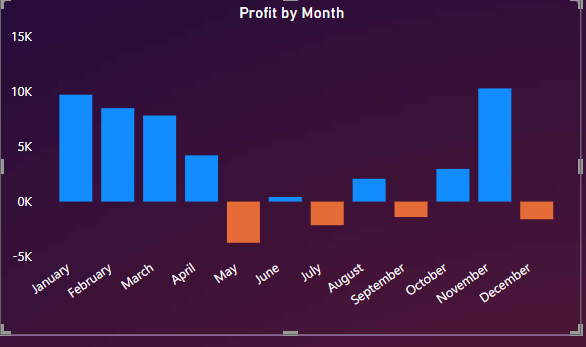 Profit by Month
15K
10K
5K
0K
-5K
January
February
March
April
May
June
July
August
September
October
November
December